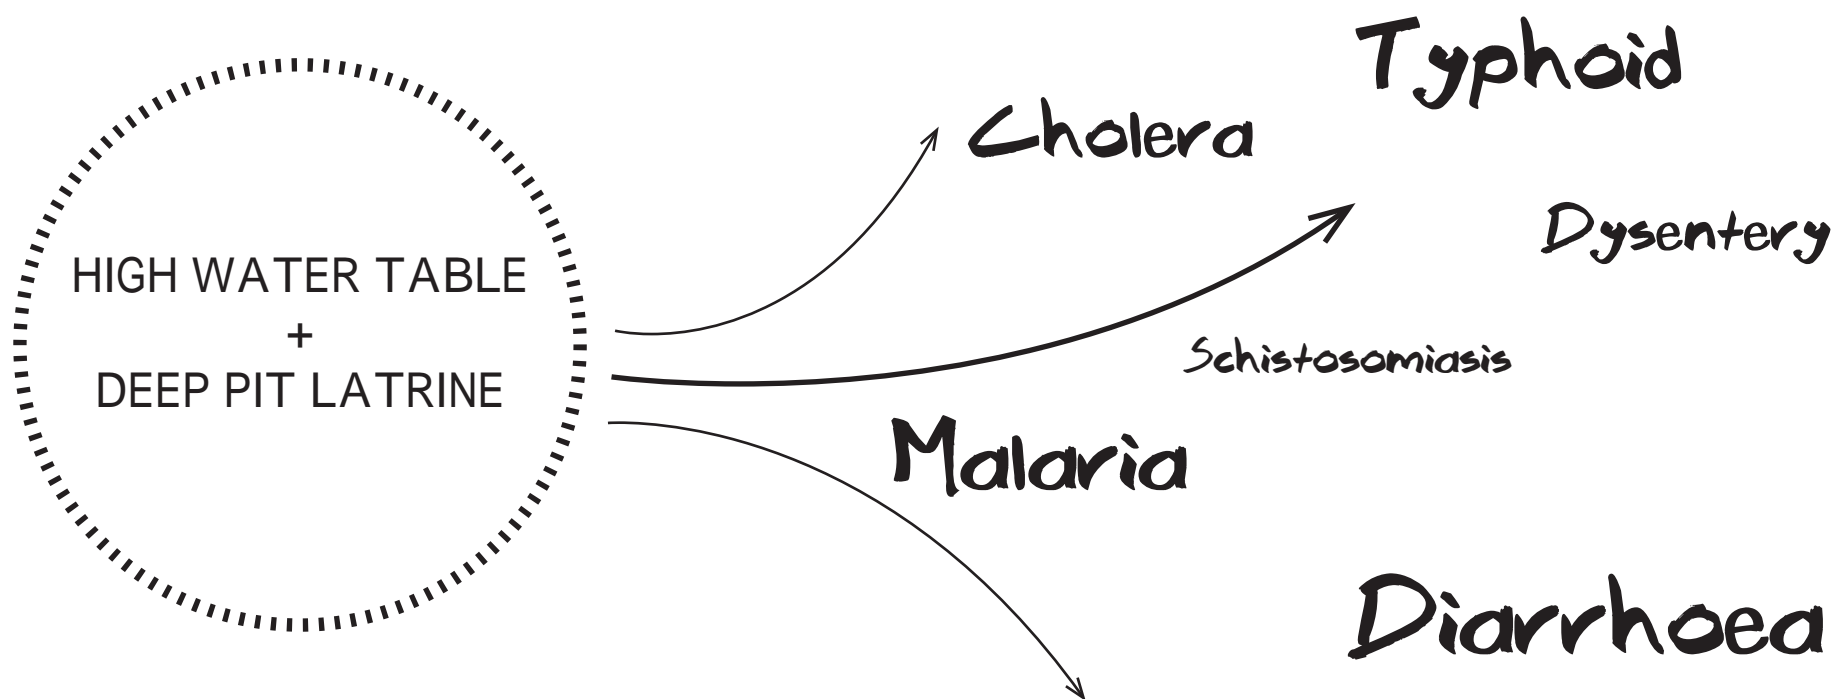 HIGH WATER TABLE
+
DEEP PIT LATRINE
Typhoid
Cholera
Dysentery
Schistosomiasis
Malaria
Diarrhoea